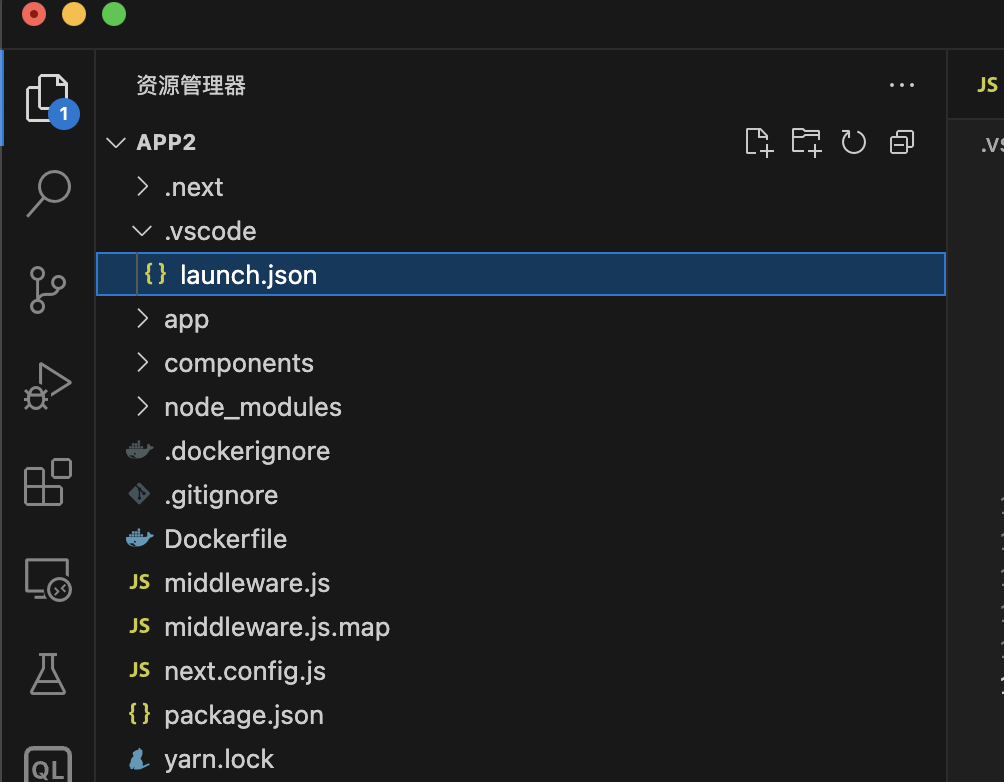 资源管理器
JS
1
APP2
.vs
.next
.vscode
{} launch.json
app
components
node_modules
.dockerignore
.gitignore
Dockerfile
JS middleware.js
JS middleware.js.map
JS next.config.js
{} package.json
yarn.lock
QL